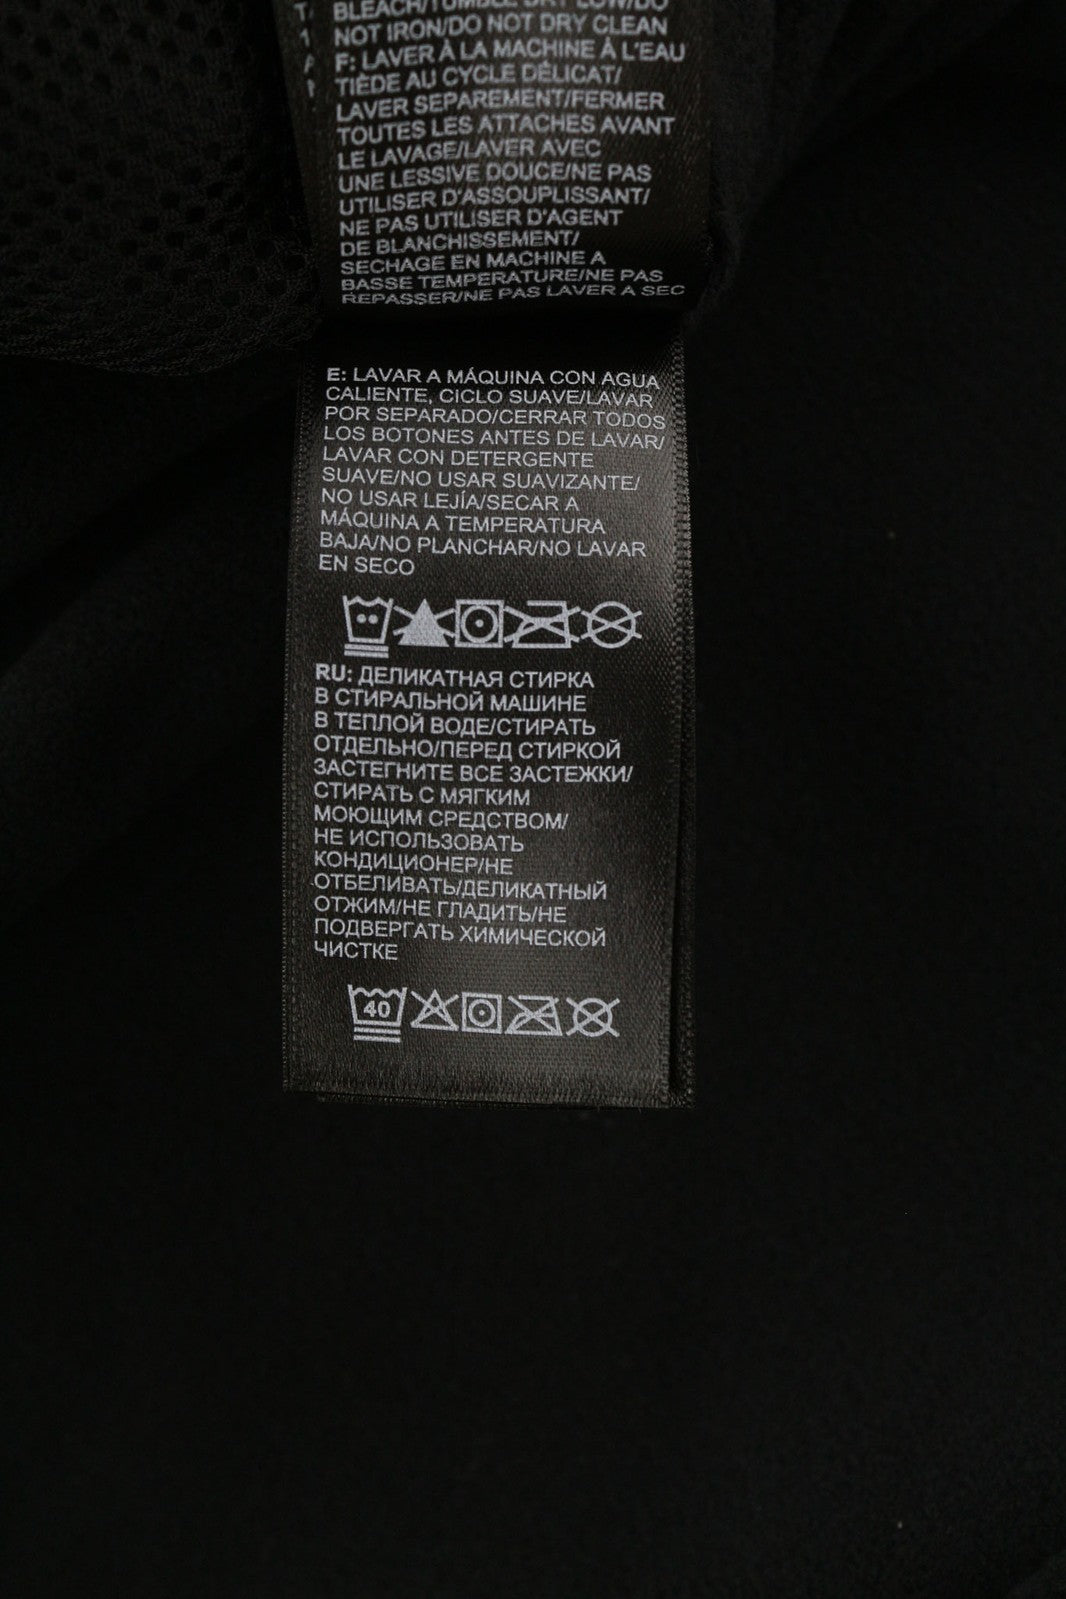 BLEACH/TUMBLE DRY LOW/DO
NOT IRON/DO NOT DRY CLEAN
F: LAVER À LA MACHINE À L'EAU
TIÈDE AU CYCLE DÉLICAT/
LAVER SEPAREMENT/FERMER
TOUTES LES ATTACHES AVANT
LE LAVAGE/LAVER AVEC
UNE LESSIVE DOUCE/NE PAS
UTILISER D'ASSOUPLISSANT/
NE PAS UTILISER D'AGENT
DE BLANCHISSEMENT/
SECHAGE EN MACHINE A
BASSE TEMPERATURE/NE PAS
REPASSER/NE PAS LAVER A SEC
E: LAVAR A MÁQUINA CON AGUA
CALIENTE, CICLO SUAVE/LAVAR
POR SEPARADO/CERRAR TODOS
LOS BOTONES ANTES DE LAVAR/
LAVAR CON DETERGENTE
SUAVE/NO USAR SUAVIZANTE/
NO USAR LEJÍA/SECAR A
MÁQUINA A TEMPERATURA
BAJA/NO PLANCHAR/NO LAVAR
EN SECO
RU: ДЕЛИКАТНАЯ СТИРКА
В СТИРАЛЬНОЙ МАШИНЕ
В ТЕПЛОЙ ВОДЕ/СТИРАТЬ
ОТДЕЛЬНО/ПЕРЕД СТИРКОЙ
ЗАСТЕГНИТЕ ВСЕ ЗАСТЕЖКИ/
СТИРАТЬ С МЯГКИМ
МОЮЩИМ СРЕДСТВОМ/
НЕ ИСПОЛЬЗОВАТЬ
КОНДИЦИОНЕР/НЕ
ОТБЕЛИВАТЬ/ДЕЛИКАТНЫЙ
ОТЖИМ/НЕ ГЛАДИТЬ/НЕ
ПОДВЕРГАТЬ ХИМИЧЕСКОЙ
ЧИСТКЕ
40